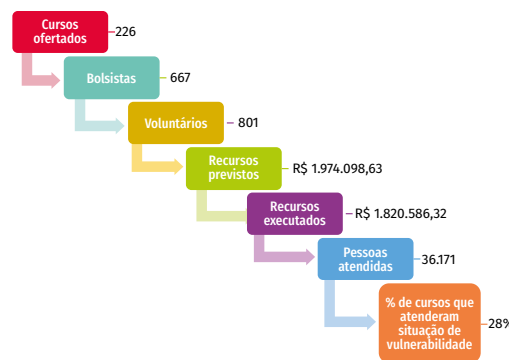 Cursos
ofertados
226
Bolsistas
667
Voluntários
801
Recursos
previstos
R$ 1.974.098,63
Recursos
executados
R$ 1.820.586,32
Pessoas
atendidas
36.171
% de cursos que
atenderam
situação de
vulnerabilidade
28%